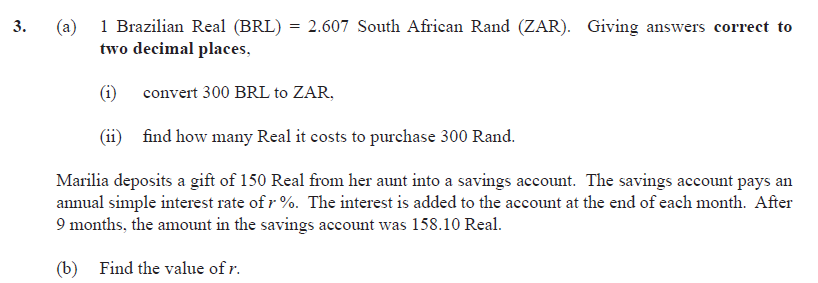 3. (a) 1 Brazilian Real (BRL) = 2.607 South African Rand (ZAR). Giving answers correct to
two decimal places,
(i) convert 300 BRL to ZAR,
(ii) find how many Real it costs to purchase 300 Rand.
Marilia deposits a gift of 150 Real from her aunt into a savings account. The savings account pays an
annual simple interest rate of r %. The interest is added to the account at the end of each month. After
9 months, the amount in the savings account was 158.10 Real.
(b) Find the value of r.